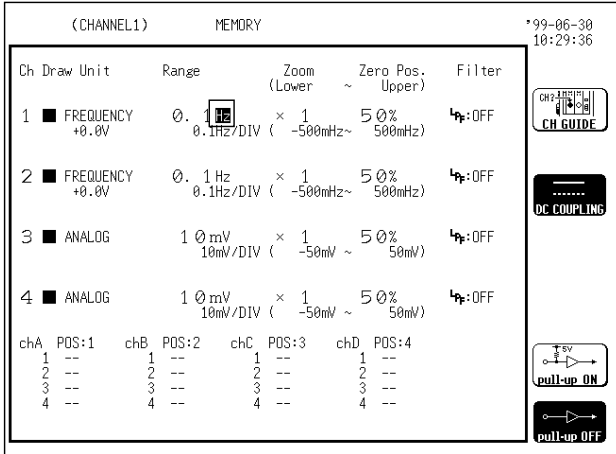 (CHANNEL1) MEMORY '99-06-30
10:29:36
Ch Draw Unit Range Zoom Zero Pos. Filter
(Lower ~ Upper)
1 ■ FREQUENCY 0. 1Hz × 1 50% LPF:OFF
+0.0V 0.1Hz/DIV ( -500mHz~ 500mHz)
2 ■ FREQUENCY 0. 1Hz × 1 50% LPF:OFF
+0.0V 0.1Hz/DIV ( -500mHz~ 500mHz)
3 ■ ANALOG 10mV × 1 50% LPF:OFF
10mV/DIV ( -50mV ~ 50mV)
4 ■ ANALOG 10mV × 1 50% LPF:OFF
10mV/DIV ( -50mV ~ 50mV)
chA POS:1 chB POS:2 chC POS:3 chD POS:4
1 -- 1 -- 1 -- 1 --
2 -- 2 -- 2 -- 2 --
3 -- 3 -- 3 -- 3 --
4 -- 4 -- 4 -- 4 --
CH?
CH GUIDE
DC COUPLING
5V
pull-up ON
pull-up OFF